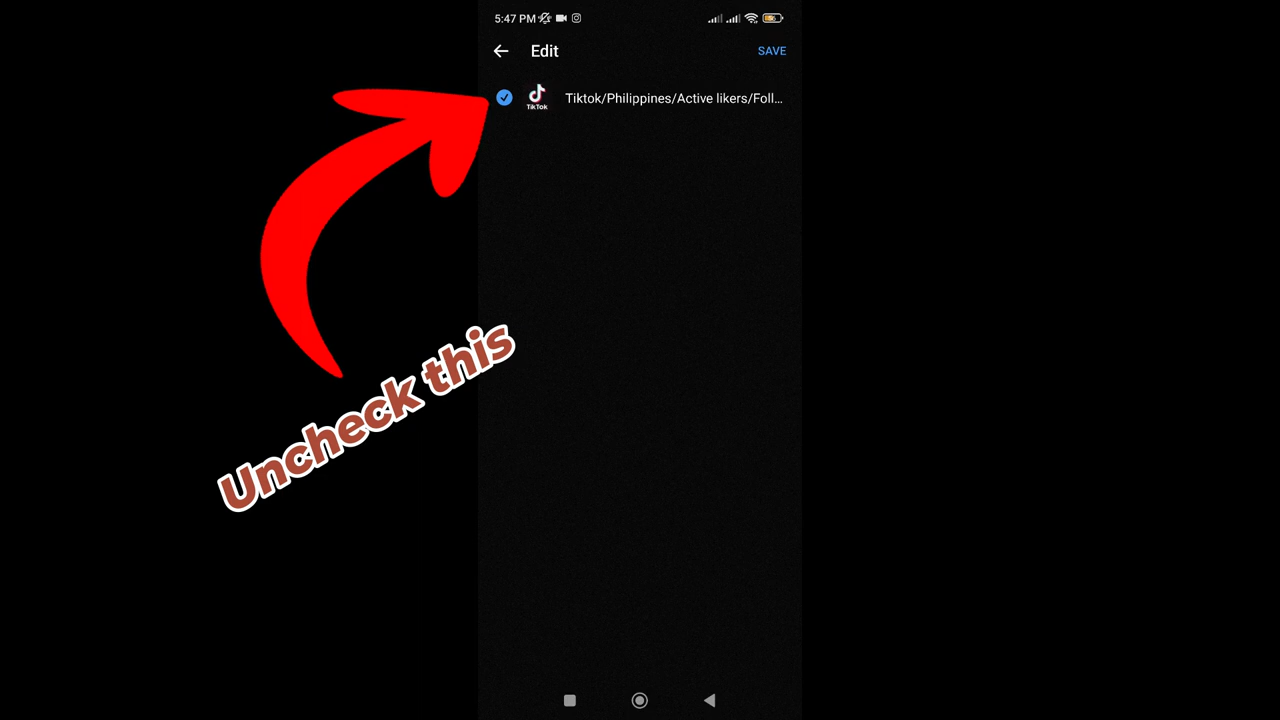 5:47 PM
Edit
SAVE
TikTok
Tiktok/Philippines/Active likers/Foll...
Uncheck this